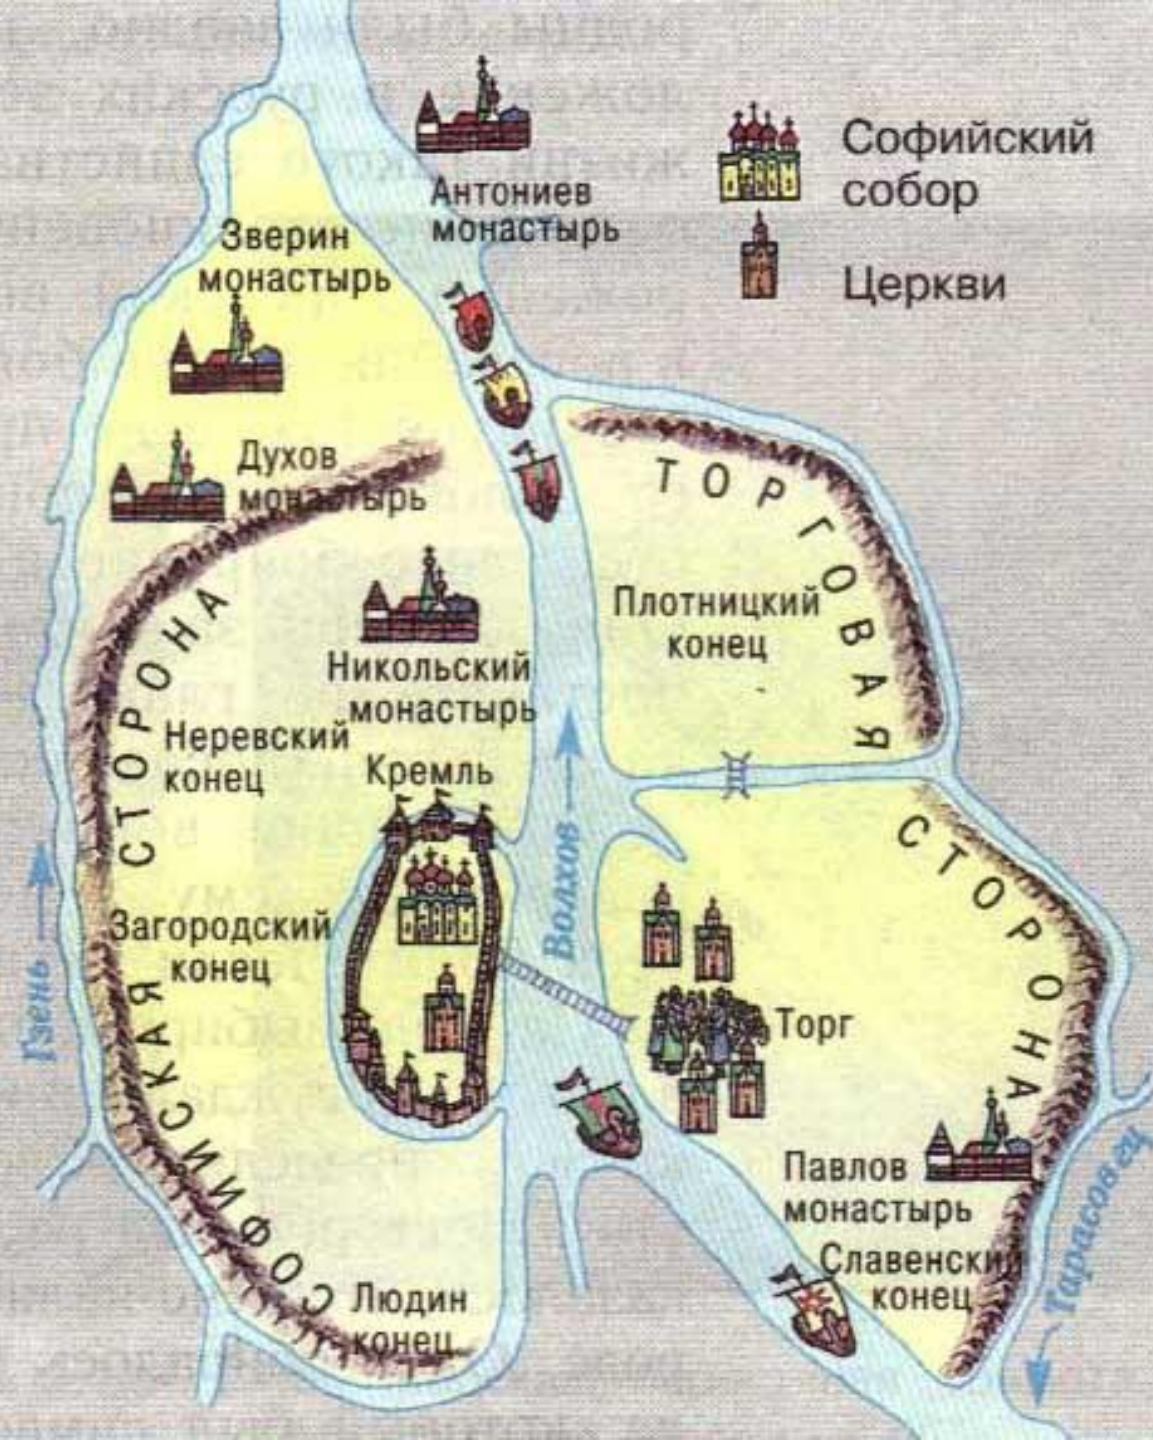 Антониев
монастырь
Софийский
собор
Церкви
Зверин
монастырь
Духов
монастырь
ТОРГОВАЯ
СТОРОНА
Плотницкий
конец
Никольский
монастырь
Неревский
конец
Кремль
Загородский
конец
СОФИЙСКАЯ
СТОРОНА
Волхов
Гзень
Торг
Павлов
монастырь
Славенский
конец
Тарасовец
Людин
конец